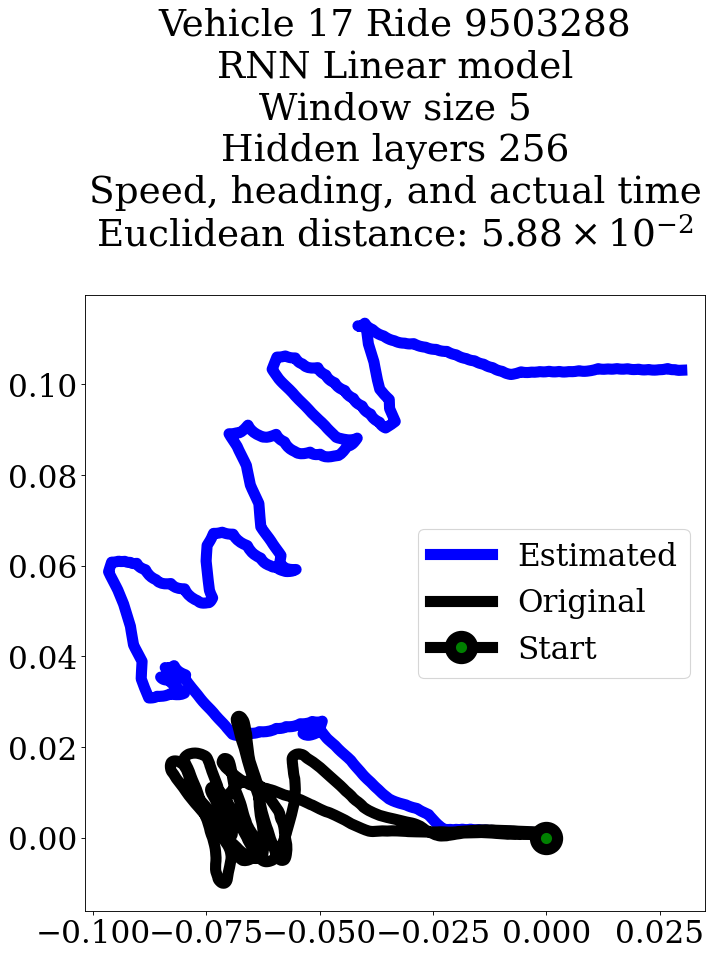 Vehicle 17 Ride 9503288
RNN Linear model
Window size 5
Hidden layers 256
Speed, heading, and actual time
Euclidean distance: 5.88 × 10⁻²
0.10
0.08
0.06
0.04
0.02
0.00
Estimated
Original
Start
−0.100 −0.075 −0.050 −0.025 0.000 0.025